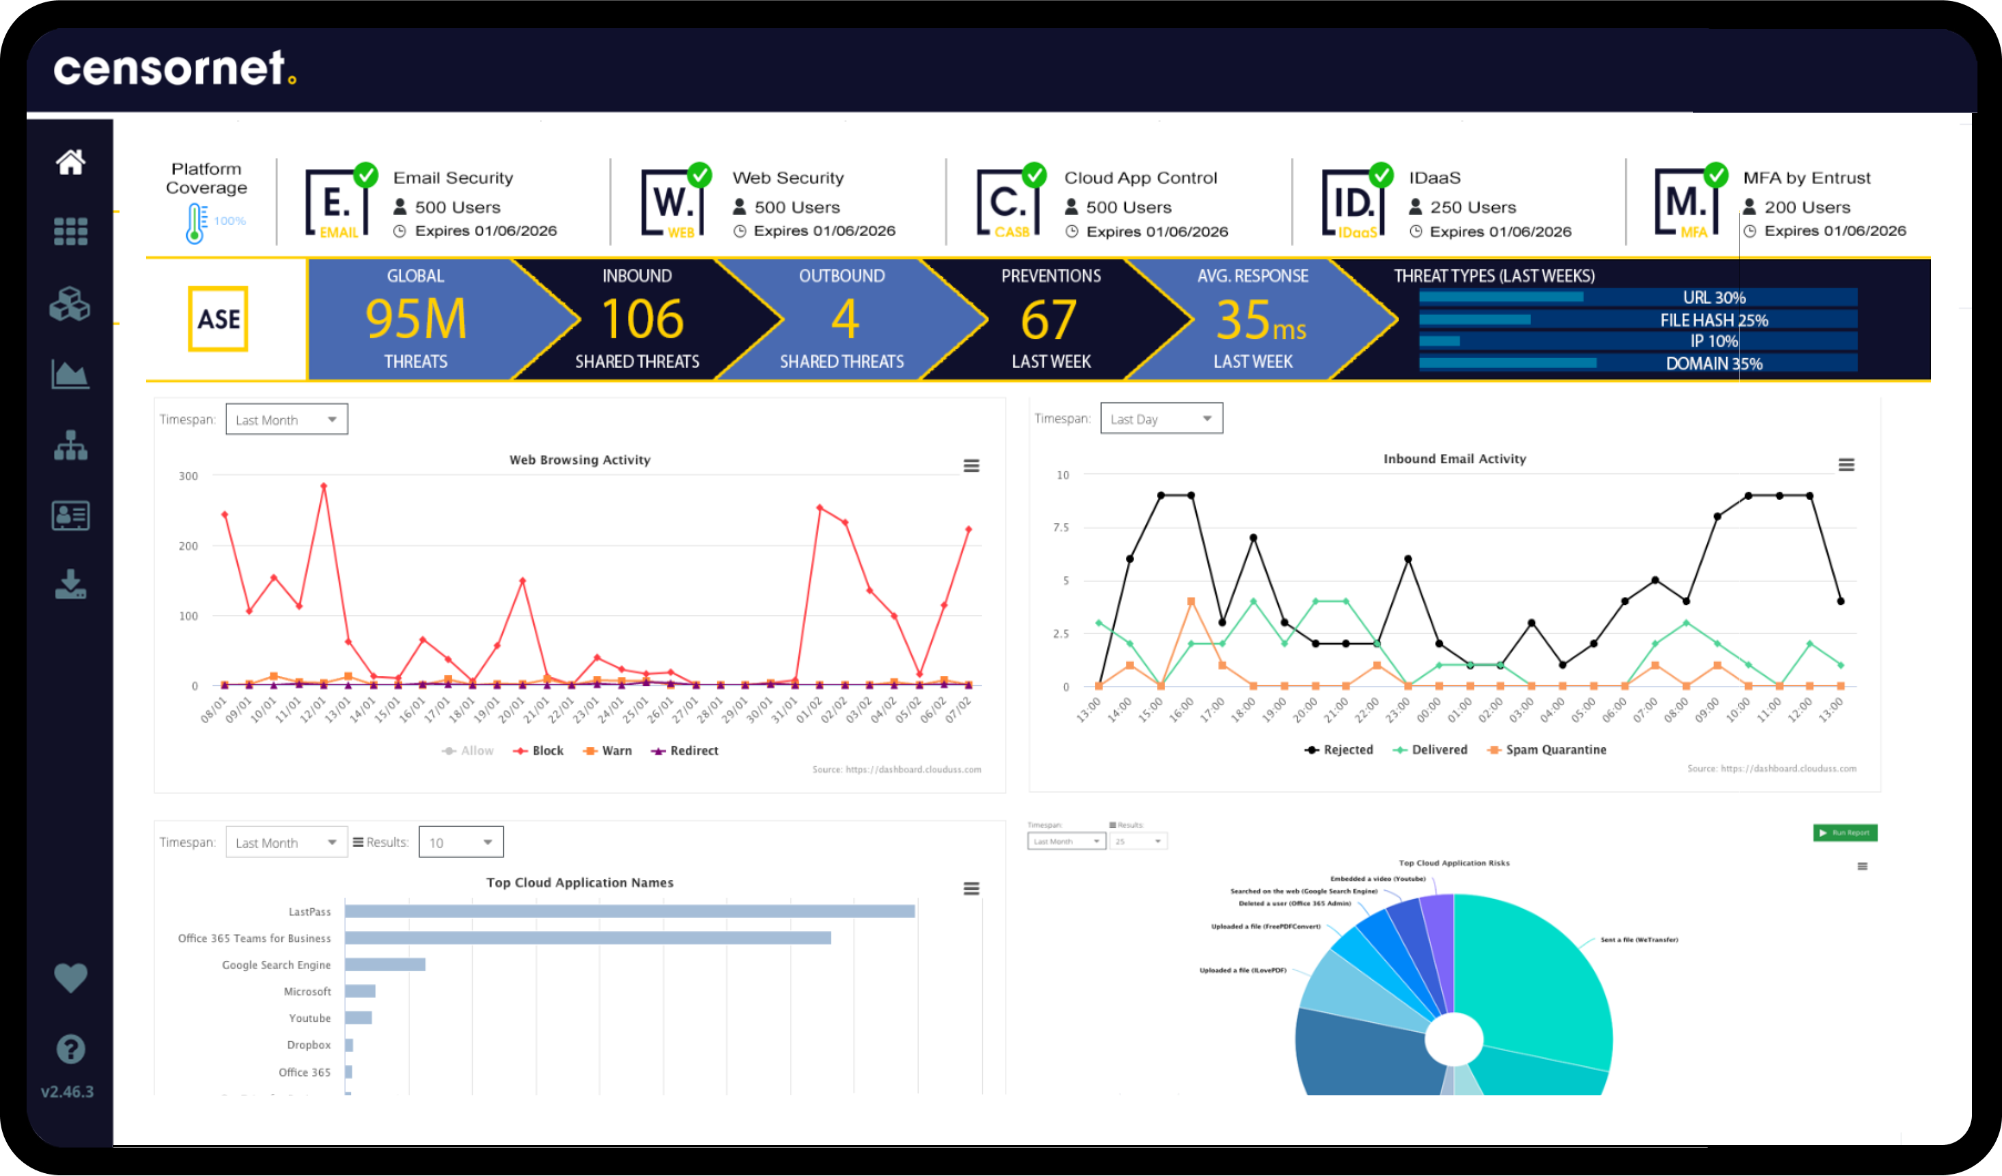 censornet.
Platform
Coverage
100%
E.
EMAIL
Email Security
500 Users
Expires 01/06/2026
W.
WEB
Web Security
500 Users
Expires 01/06/2026
C.
CASB
Cloud App Control
500 Users
Expires 01/06/2026
ID.
IDaaS
IDaaS
250 Users
Expires 01/06/2026
M.
MFA
MFA by Entrust
200 Users
Expires 01/06/2026
ASE
GLOBAL
95M
THREATS
INBOUND
106
SHARED THREATS
OUTBOUND
4
SHARED THREATS
PREVENTIONS
67
LAST WEEK
AVG. RESPONSE
35ms
LAST WEEK
THREAT TYPES (LAST WEEKS)
URL 30%
FILE HASH 25%
IP 10%
DOMAIN 35%
Timespan: Last Month
Web Browsing Activity
300
200
100
0
08/01 09/01 10/01 11/01 12/01 13/01 14/01 15/01 16/01 17/01 18/01 19/01 20/01 21/01 22/01 23/01 24/01 25/01 26/01 27/01 28/01 29/01 30/01 31/01 01/02 02/02 03/02 04/02 05/02 06/02 07/02
Allow Block Warn Redirect
Source: https://dashboard.clouduss.com
Timespan: Last Day
Inbound Email Activity
10
7.5
5
2.5
0
13:00 14:00 15:00 16:00 17:00 18:00 19:00 20:00 21:00 22:00 23:00 00:00 01:00 02:00 03:00 04:00 05:00 06:00 07:00 08:00 09:00 10:00 11:00 12:00 13:00
Rejected Delivered Spam Quarantine
Source: https://dashboard.clouduss.com
Timespan: Last Month Results: 10
Top Cloud Application Names
LastPass
Office 365 Teams for Business
Google Search Engine
Microsoft
Youtube
Dropbox
Office 365
Timespan: Results:
Last Month 25
Run Report
Top Cloud Application Risks
Embedded a video (Youtube)
Searched on the web (Google Search Engine)
Deleted a user (Office 365 Admin)
Uploaded a file (FreePDFConvert)
Sent a file (WeTransfer)
Uploaded a file (ILovePDF)
?
v2.46.3